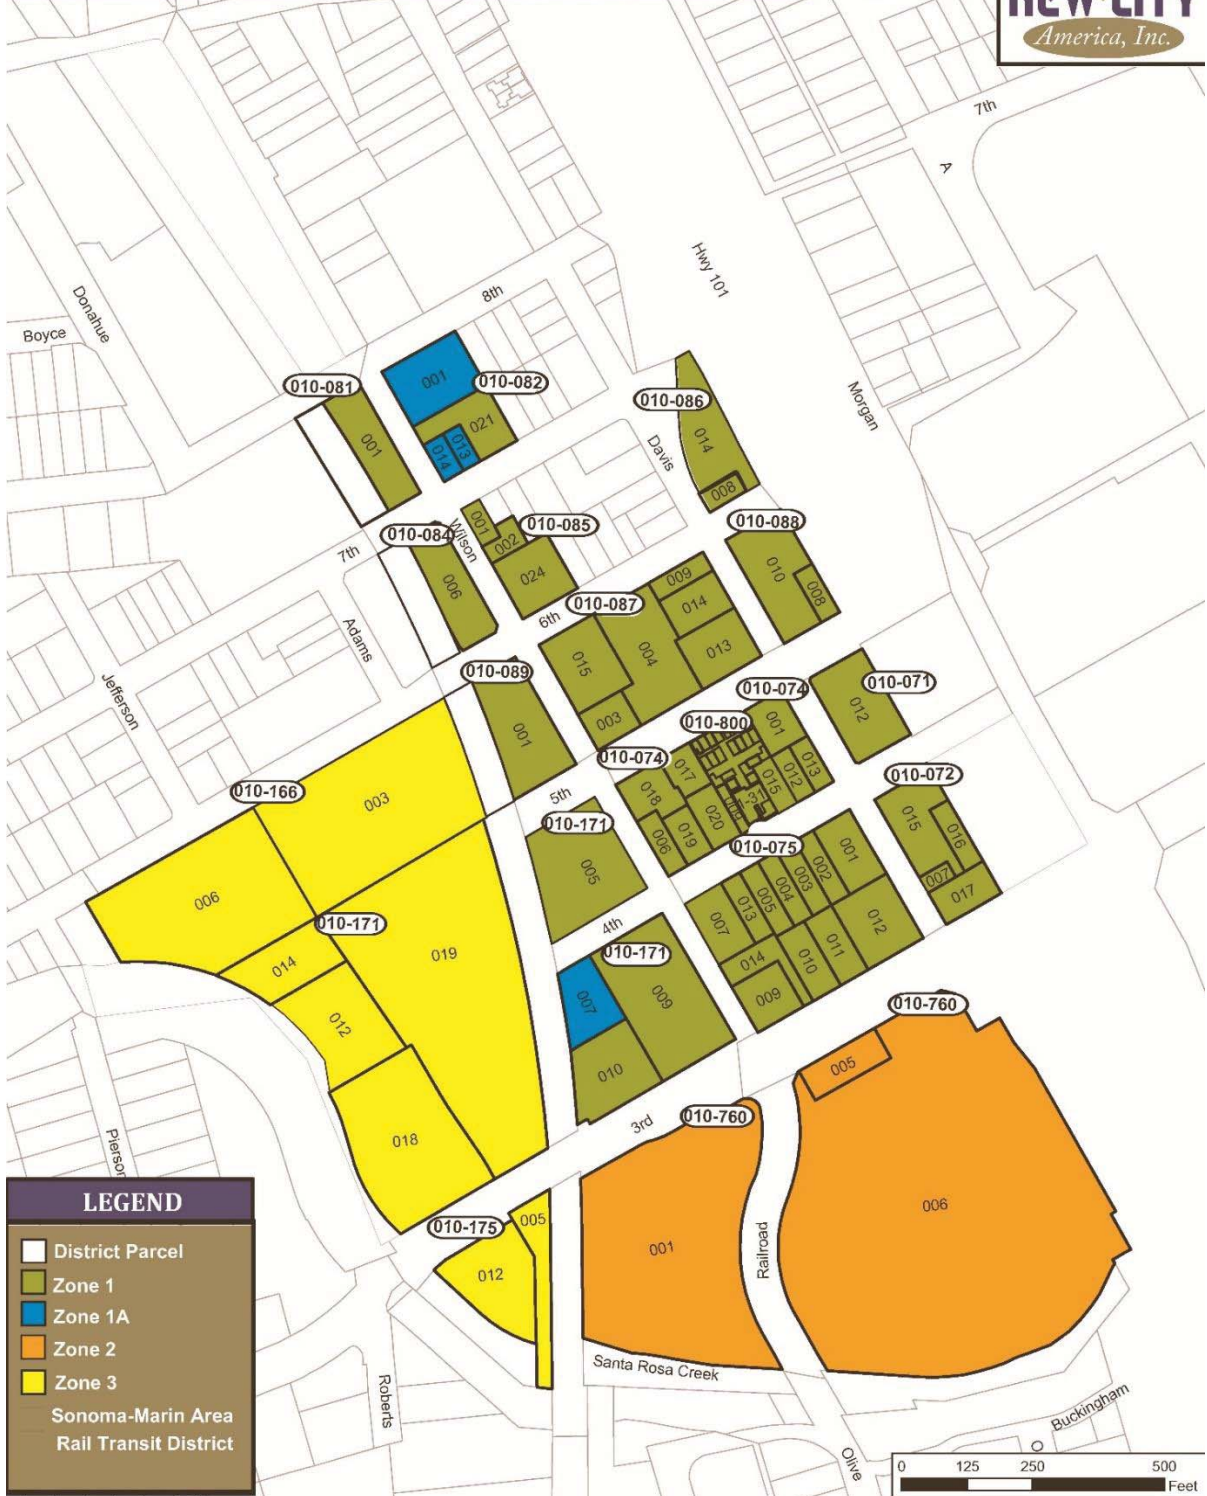 NEW CITY
America, Inc.
7th
A
Hwy 101
Donahue
Boyce
8th
010-081
001
001
010-082
021
014
013
010-086
014
008
Morgan
Davis
010-084
006
Wilson
7th
001
002
024
010-085
010-088
010
008
Adams
6th
010-087
009
014
004
013
015
003
Jefferson
010-089
001
010-074
001
010-071
012
010-800
010-074
017
018
006
019
020
015
012
013
010-166
003
006
5th
010-171
005
010-072
015
016
007
017
010-075
001
002
003
004
005
013
007
014
009
010
011
012
010-171
019
014
012
018
4th
010-171
007
009
010
010-760
005
006
3rd
010-760
001
Railroad
Pierson
010-175
005
012
Santa Rosa Creek
Roberts
Olive
Buckingham
O
LEGEND
District Parcel
Zone 1
Zone 1A
Zone 2
Zone 3
Sonoma-Marin Area
Rail Transit District
0 125 250 500
Feet